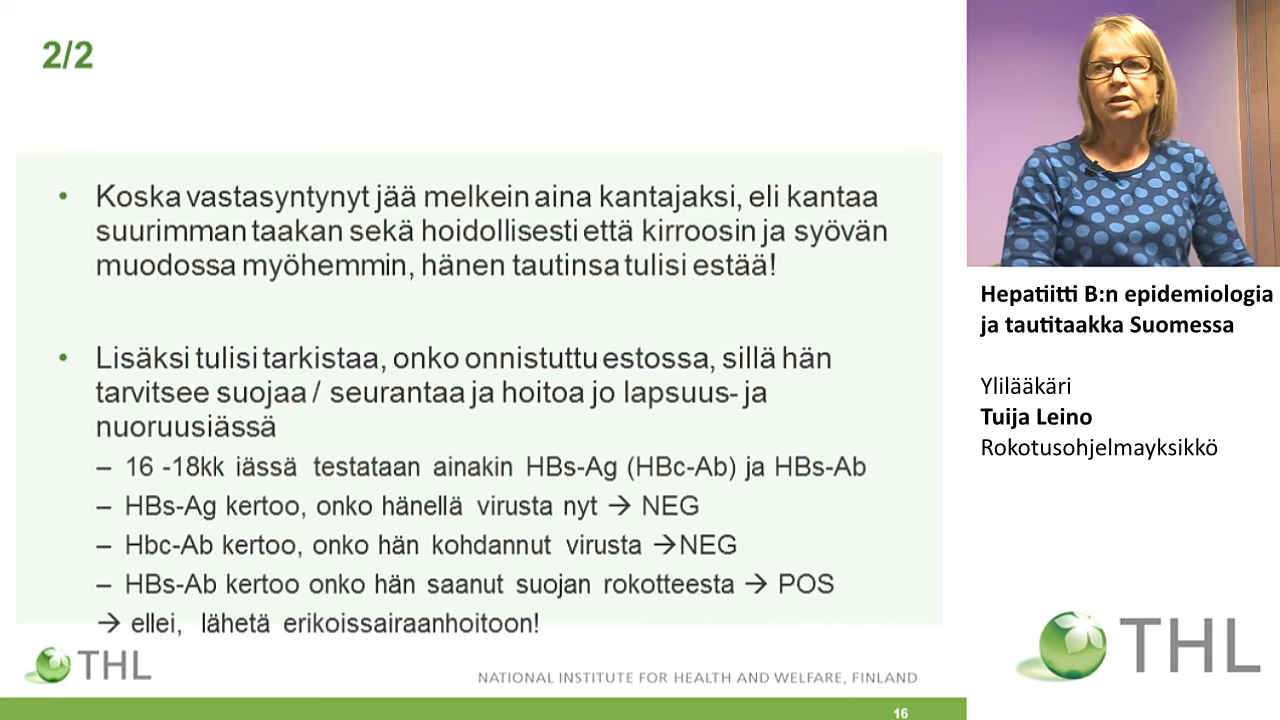 2/2
• Koska vastasyntynyt jää melkein aina kantajaksi, eli kantaa
suurimman taakan sekä hoidollisesti että kirroosin ja syövän
muodossa myöhemmin, hänen tautinsa tulisi estää!
• Lisäksi tulisi tarkistaa, onko onnistuttu estossa, sillä hän
tarvitsee suojaa / seurantaa ja hoitoa jo lapsuus- ja
nuoruusiässä
– 16 -18kk iässä testataan ainakin HBs-Ag (HBc-Ab) ja HBs-Ab
– HBs-Ag kertoo, onko hänellä virusta nyt → NEG
– Hbc-Ab kertoo, onko hän kohdannut virusta →NEG
– HBs-Ab kertoo onko hän saanut suojan rokotteesta → POS
→ ellei, lähetä erikoissairaanhoitoon!
THL
NATIONAL INSTITUTE FOR HEALTH AND WELFARE, FINLAND
16
Hepatiitti B:n epidemiologia
ja tautitaakka Suomessa
Ylilääkäri
Tuija Leino
Rokotusohjelmayksikkö
THL